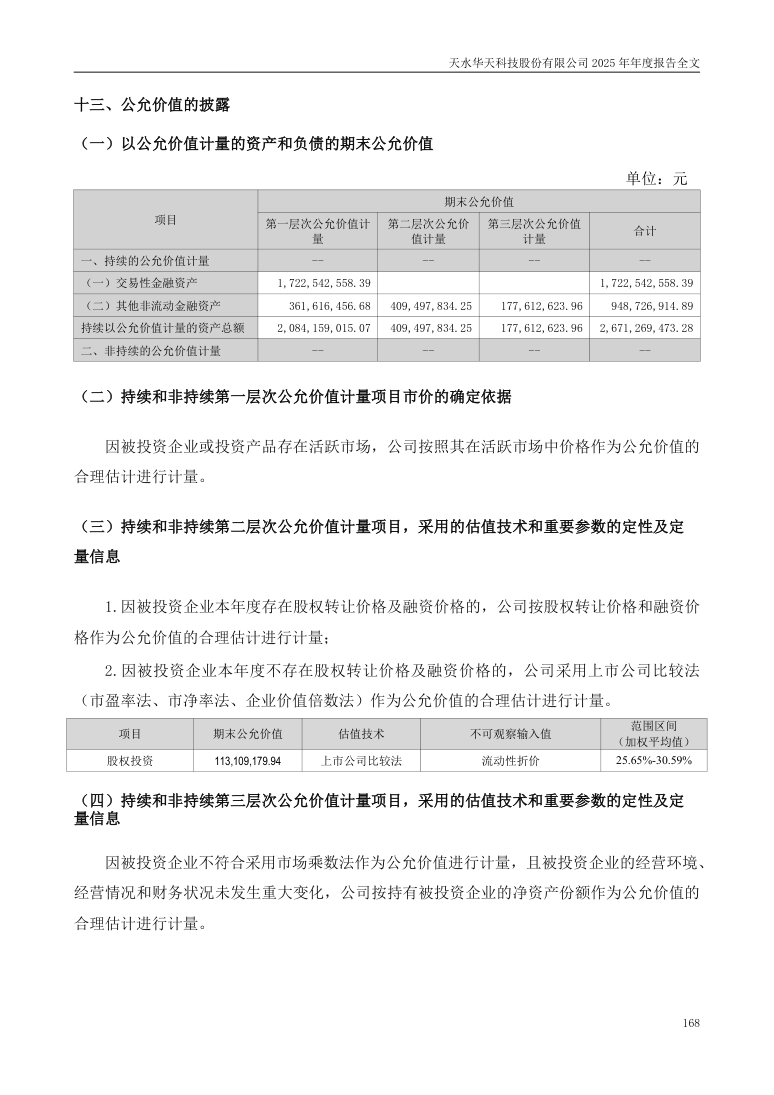 天水华天科技股份有限公司 2025 年年度报告全文
十三、公允价值的披露
（一）以公允价值计量的资产和负债的期末公允价值
单位：元
项目
期末公允价值
第一层次公允价值计
量
第二层次公允价
值计量
第三层次公允价值
计量
合计
一、持续的公允价值计量 -- -- -- --
（一）交易性金融资产 1,722,542,558.39 1,722,542,558.39
（二）其他非流动金融资产 361,616,456.68 409,497,834.25 177,612,623.96 948,726,914.89
持续以公允价值计量的资产总额 2,084,159,015.07 409,497,834.25 177,612,623.96 2,671,269,473.28
二、非持续的公允价值计量 -- -- -- --
（二）持续和非持续第一层次公允价值计量项目市价的确定依据
因被投资企业或投资产品存在活跃市场，公司按照其在活跃市场中价格作为公允价值的
合理估计进行计量。
（三）持续和非持续第二层次公允价值计量项目，采用的估值技术和重要参数的定性及定
量信息
1.因被投资企业本年度存在股权转让价格及融资价格的，公司按股权转让价格和融资价
格作为公允价值的合理估计进行计量；
2.因被投资企业本年度不存在股权转让价格及融资价格的，公司采用上市公司比较法
（市盈率法、市净率法、企业价值倍数法）作为公允价值的合理估计进行计量。
项目 期末公允价值 估值技术 不可观察输入值 范围区间
（加权平均值）
股权投资 113,109,179.94 上市公司比较法 流动性折价 25.65%-30.59%
（四）持续和非持续第三层次公允价值计量项目，采用的估值技术和重要参数的定性及定
量信息
因被投资企业不符合采用市场乘数法作为公允价值进行计量，且被投资企业的经营环境、
经营情况和财务状况未发生重大变化，公司按持有被投资企业的净资产份额作为公允价值的
合理估计进行计量。
168